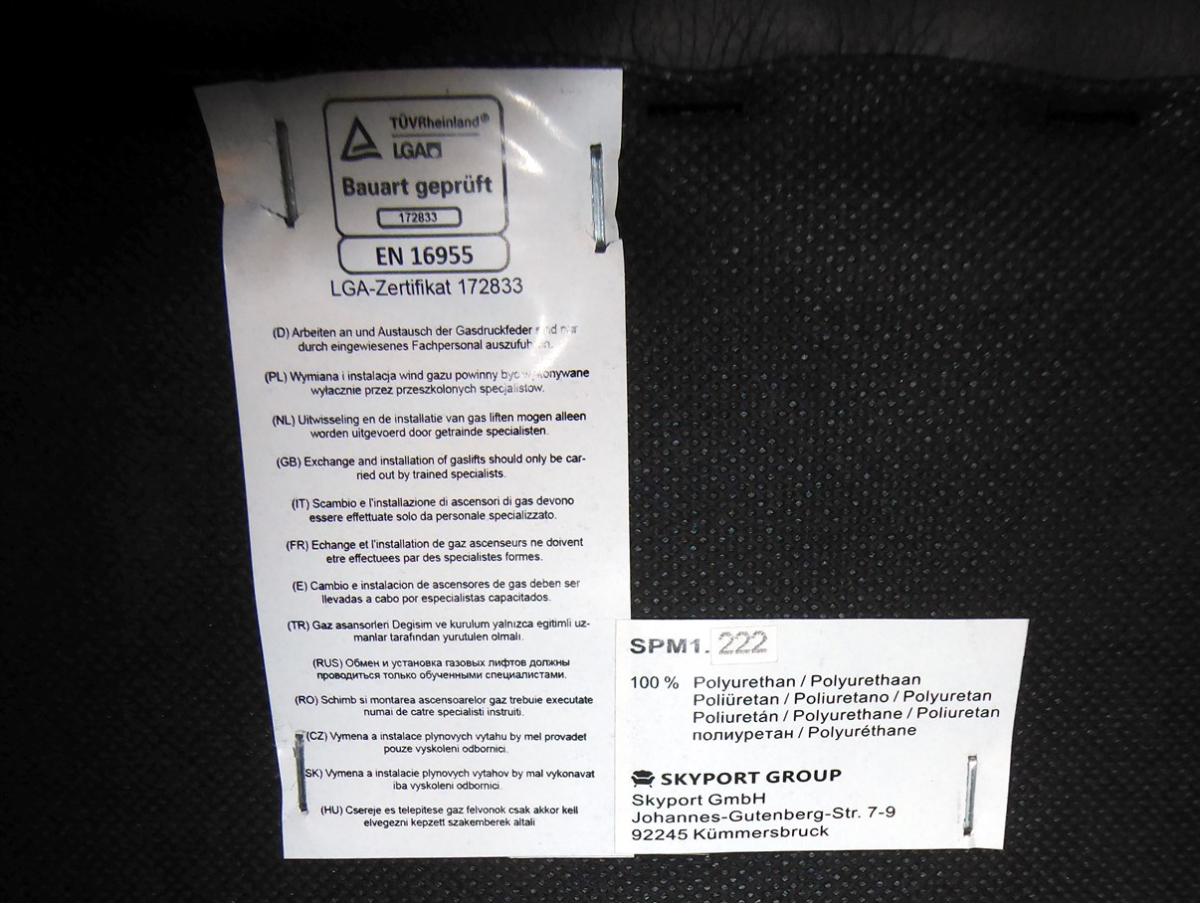 TÜVRheinland®
LGA
Bauart geprüft
172833
EN 16955
LGA-Zertifikat 172833
(D) Arbeiten an und Austausch der Gasdruckfeder sind nur
durch eingewiesenes Fachpersonal
(PL) Wymiana i instalacja wind gazu powinny
wyłacznie przez przeszkolonych specjalistow.
(NL) Uitwisseling en de installatie van gas liften mogen alleen
worden uitgevoerd door getrainde specialisten.
(GB) Exchange and installation of gaslifts should only be car-
ried out by trained specialists.
(IT) Scambio e l'installazione di ascensori di gas devono
essere effettuate solo da personale specializzato.
(FR) Echange et l'installation de gaz ascenseurs ne doivent
etre effectuees par des specialistes formes.
(E) Cambio e instalacion de ascensores de gas deben ser
llevadas a cabo por especialistas capacitados.
(TR) Gaz asansorleri Degisim ve kurulum yalnizca egitimli uz-
manlar tarafından yurutulen olmali.
(RUS) Обмен и установка газовых лифтов должны
проводиться только обученными специалистами.
(RO) Schimb si montarea ascensoarelor gaz trebuie executate
numai de catre specialisti instruiti.
(CZ) Vymena a instalace plynovych vytahu by mel provadet
pouze vyskoleni odbornici.
SK) Vymena a instalacie plynovych vytahov by mal vykonavat
iba vyskoleni odbornici.
(HU) Csereje es telepitese gaz felvonok csak akkor kell
elvegezni kepzett szakemberek altali
SPM1. 222
100 % Polyurethan / Polyurethaan
Poliüretan / Poliuretano / Polyuretan
Poliuretán / Polyurethane / Poliuretan
полиуретан / Polyuréthane
SKYPORT GROUP
Skyport GmbH
Johannes-Gutenberg-Str. 7-9
92245 Kümmersbruck